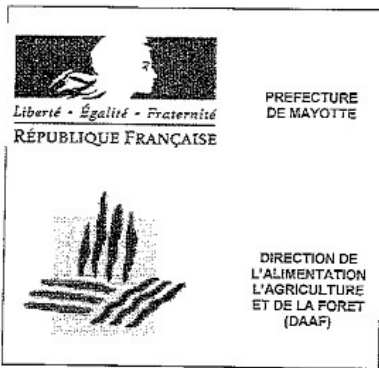 Liberté • Égalité • Fraternité
RÉPUBLIQUE FRANÇAISE
PREFECTURE
DE MAYOTTE
DIRECTION DE
L'ALIMENTATION
L'AGRICULTURE
ET DE LA FORET
(DAAF)